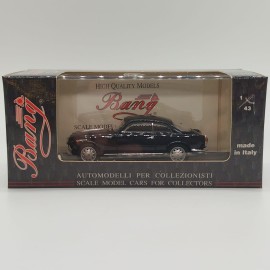 HIGH QUALITY MODELS
Bang
SCALE MODEL
Bang
1
43
made
in Italy
AUTOMODELLI PER COLLEZIONISTI
SCALE MODEL CARS FOR COLLECTORS